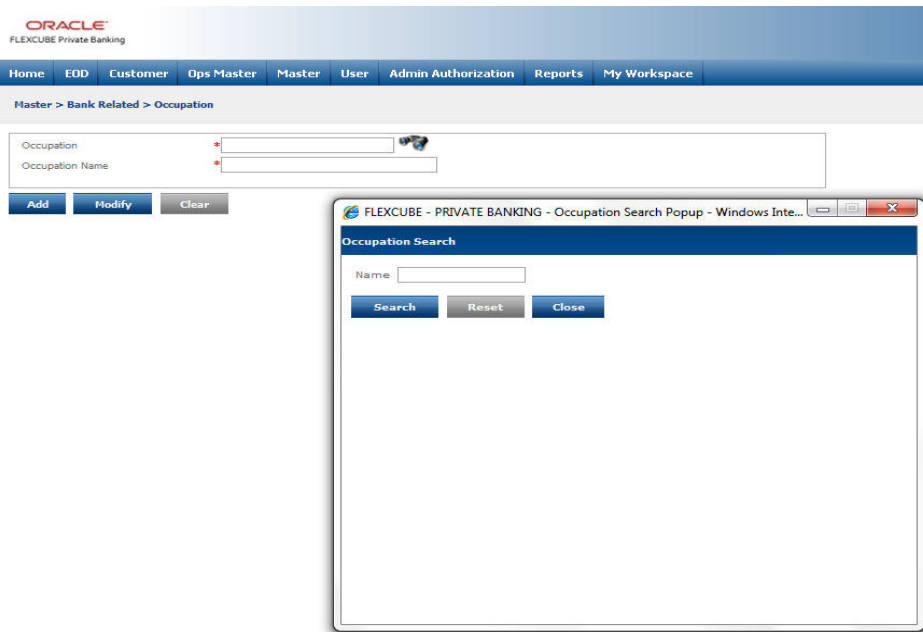 ORACLE
FLEXCUBE Private Banking
Home EOD Customer Ops Master Master User Admin Authorization Reports My Workspace
Master > Bank Related > Occupation
Occupation *
Occupation Name *
Add Modify Clear
FLEXCUBE - PRIVATE BANKING - Occupation Search Popup - Windows Inte...
Occupation Search
Name
Search Reset Close